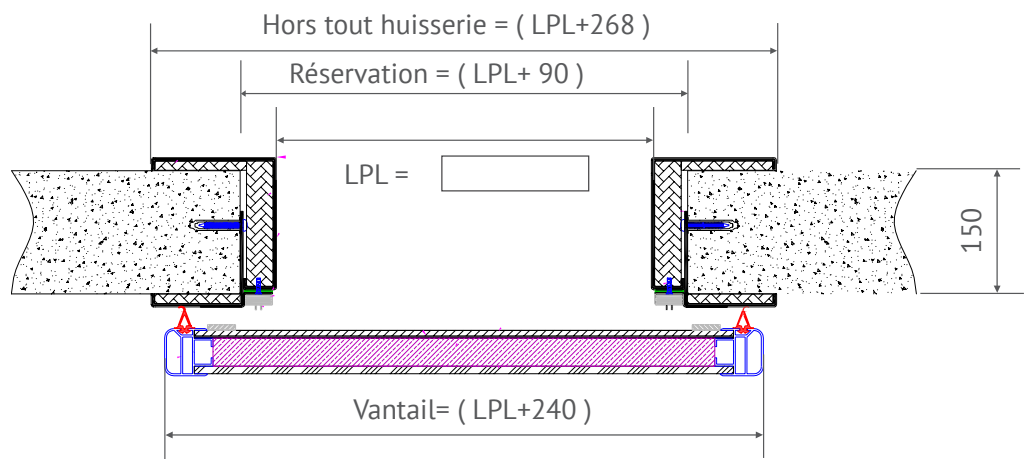 Hors tout huisserie = ( LPL+268 )
Réservation = ( LPL+ 90 )
LPL =
150
Vantail= ( LPL+240 )